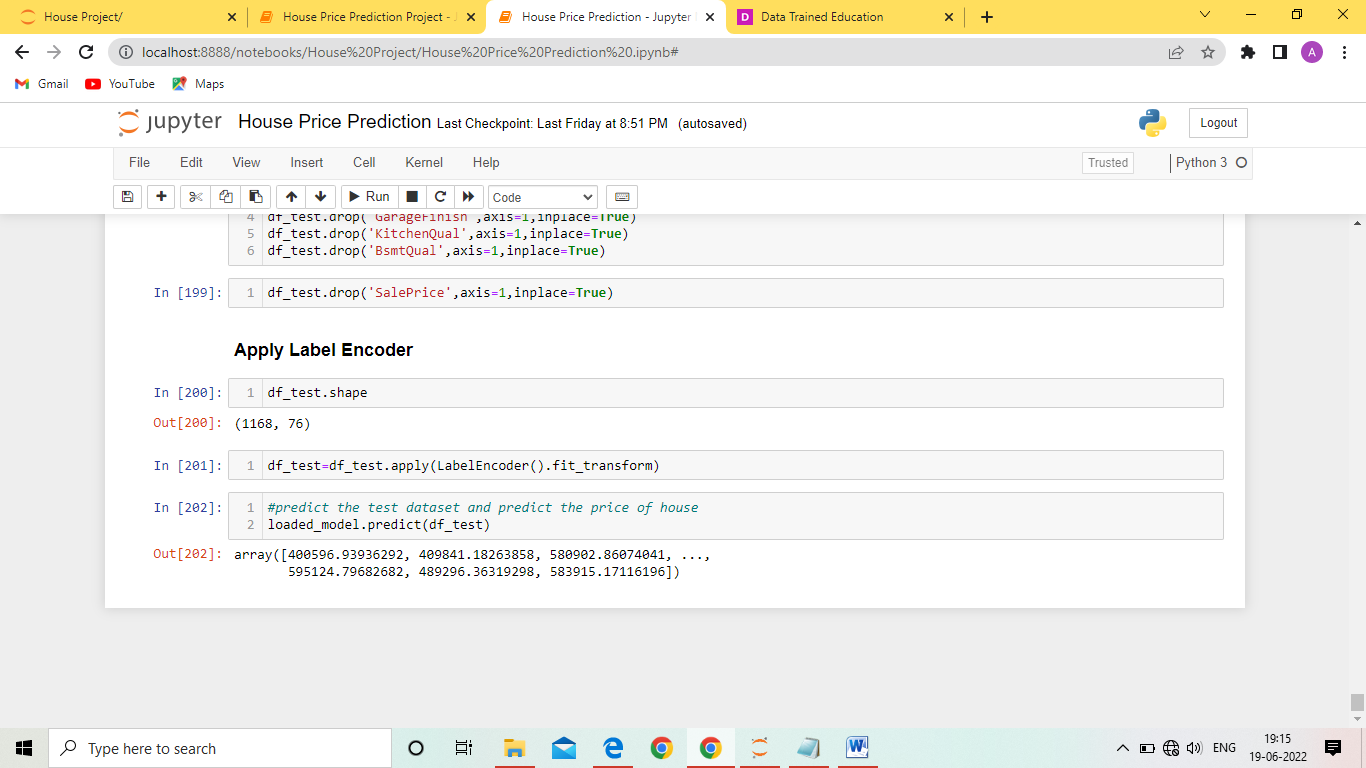 House Project/
House Price Prediction Project - J
House Price Prediction - Jupyter
Data Trained Education
localhost:8888/notebooks/House%20Project/House%20Price%20Prediction%20.ipynb#
A
Gmail
YouTube
Maps
jupyter House Price Prediction Last Checkpoint: Last Friday at 8:51 PM (autosaved)
Logout
File Edit View Insert Cell Kernel Help
Trusted
Python 3
Run
Code
4 df_test.drop('GarageFinish',axis=1,inplace=True)
5 df_test.drop('KitchenQual',axis=1,inplace=True)
6 df_test.drop('BsmtQual',axis=1,inplace=True)
In [199]: 1 df_test.drop('SalePrice',axis=1,inplace=True)
Apply Label Encoder
In [200]: 1 df_test.shape
Out[200]: (1168, 76)
In [201]: 1 df_test=df_test.apply(LabelEncoder().fit_transform)
In [202]: 1 #predict the test dataset and predict the price of house
2 loaded_model.predict(df_test)
Out[202]: array([400596.93936292, 409841.18263858, 580902.86074041, ...,
595124.79682682, 489296.36319298, 583915.17116196])
Type here to search
ENG
19:15
19-06-2022